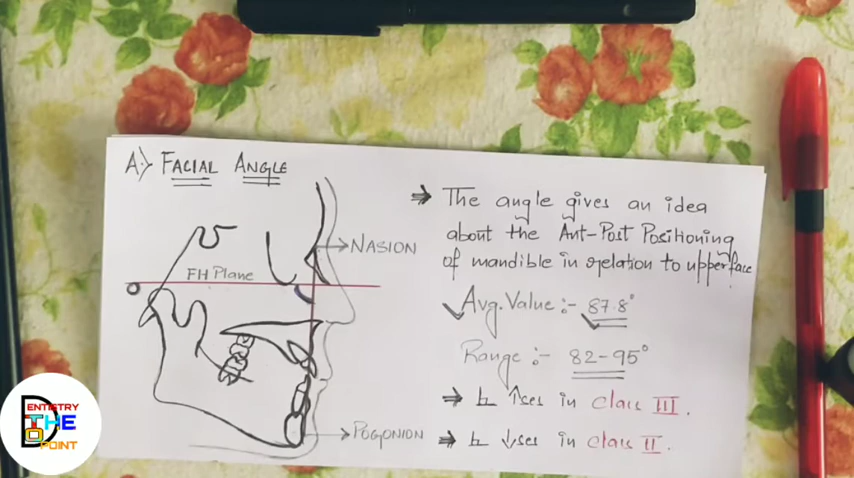 A:) FACIAL ANGLE
NASION
FH Plane
POGONION
⇒ The angle gives an idea
about the Ant-Post Positioning
of mandible in relation to upperface
✓ Avg. Value :- 87.8°
Range :- 82-95°
⇒ It ↑ses in class III.
⇒ It ↓ses in class II.
DENTISTRY
THE
POINT